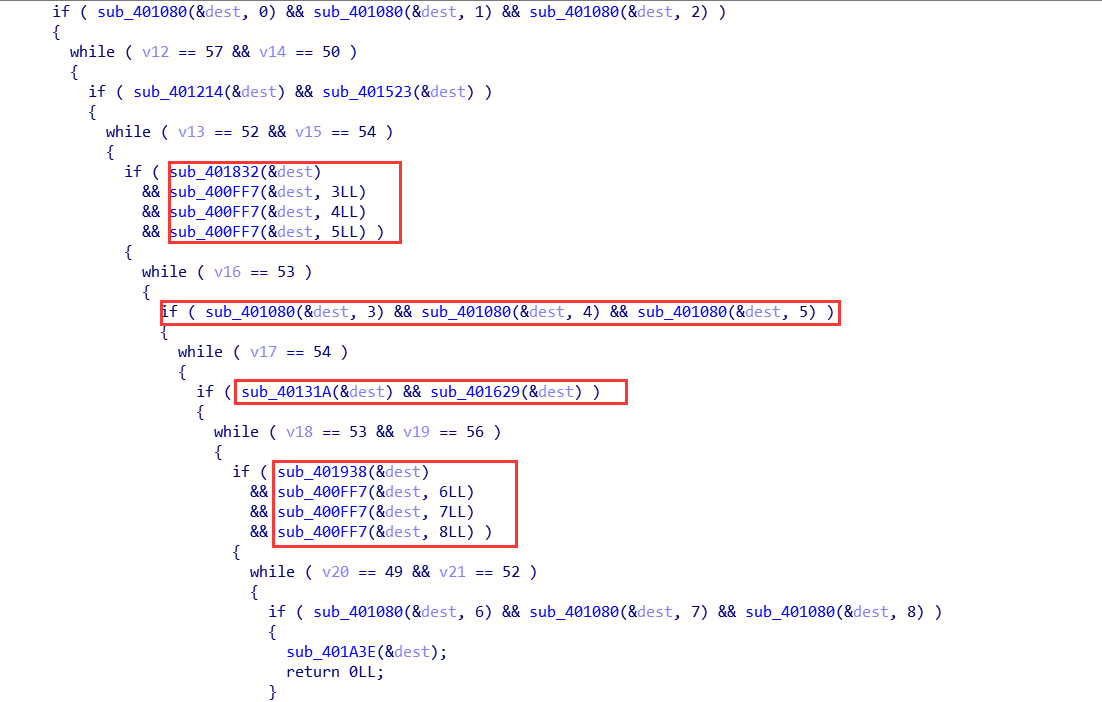 if ( sub_401080(&dest, 0) && sub_401080(&dest, 1) && sub_401080(&dest, 2) )
{
while ( v12 == 57 && v14 == 50 )
{
if ( sub_401214(&dest) && sub_401523(&dest) )
{
while ( v13 == 52 && v15 == 54 )
{
if ( sub_401832(&dest)
&& sub_400FF7(&dest, 3LL)
&& sub_400FF7(&dest, 4LL)
&& sub_400FF7(&dest, 5LL) )
{
while ( v16 == 53 )
{
if ( sub_401080(&dest, 3) && sub_401080(&dest, 4) && sub_401080(&dest, 5) )
{
while ( v17 == 54 )
{
if ( sub_40131A(&dest) && sub_401629(&dest) )
{
while ( v18 == 53 && v19 == 56 )
{
if ( sub_401938(&dest)
&& sub_400FF7(&dest, 6LL)
&& sub_400FF7(&dest, 7LL)
&& sub_400FF7(&dest, 8LL) )
{
while ( v20 == 49 && v21 == 52 )
{
if ( sub_401080(&dest, 6) && sub_401080(&dest, 7) && sub_401080(&dest, 8) )
{
sub_401A3E(&dest);
return 0LL;
}